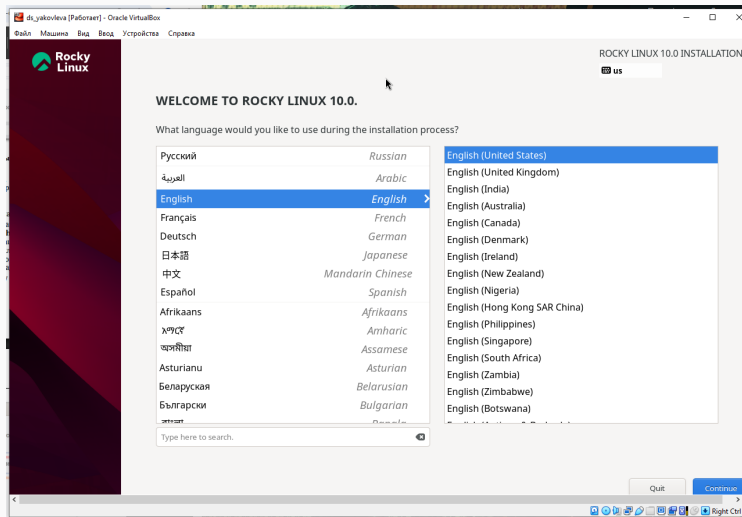 ds_yakovleva [Работает] - Oracle VirtualBox
Файл Машина Вид Ввод Устройства Справка
Rocky
Linux
ROCKY LINUX 10.0 INSTALLATION
us
WELCOME TO ROCKY LINUX 10.0.
What language would you like to use during the installation process?
Русский Russian
العربية Arabic
English English
Français French
Deutsch German
日本語 Japanese
中文 Mandarin Chinese
Español Spanish
Afrikaans Afrikaans
አማርኛ Amharic
অসমীয়া Assamese
Asturianu Asturian
Беларуская Belarusian
Български Bulgarian
English (United States)
English (United Kingdom)
English (India)
English (Australia)
English (Canada)
English (Denmark)
English (Ireland)
English (New Zealand)
English (Nigeria)
English (Hong Kong SAR China)
English (Philippines)
English (Singapore)
English (South Africa)
English (Zambia)
English (Zimbabwe)
English (Botswana)
Type here to search.
Quit Continue
Right Ctrl